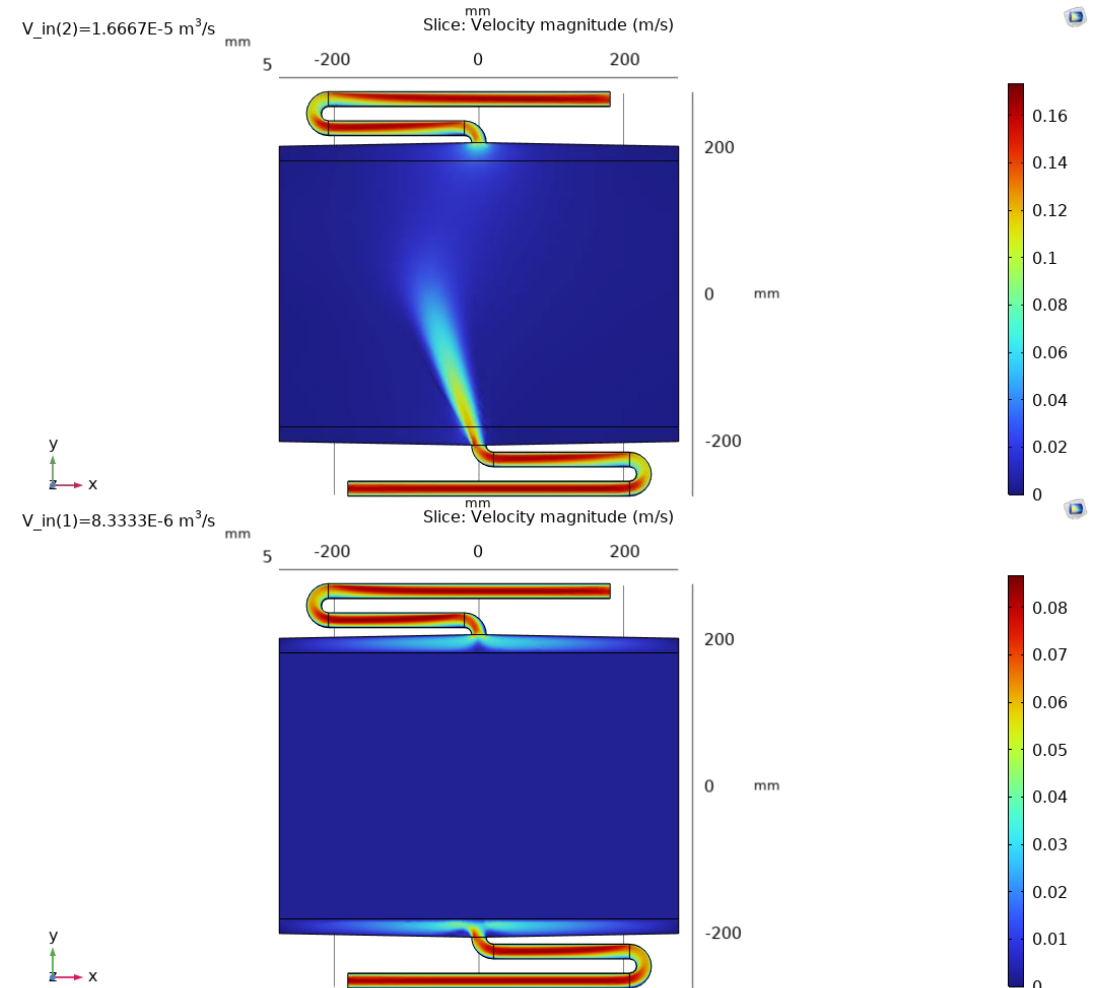 mm
V_in(2)=1.6667E-5 m³/s Slice: Velocity magnitude (m/s)
mm
5 -200 0 200
0.16
200
0.14
0.12
0.1
0 mm
0.08
0.06
0.04
-200
0.02
y
z x
0
mm
V_in(1)=8.3333E-6 m³/s Slice: Velocity magnitude (m/s)
mm
5 -200 0 200
0.08
200
0.07
0.06
0.05
0 mm
0.04
0.03
0.02
-200
0.01
y
z x
0